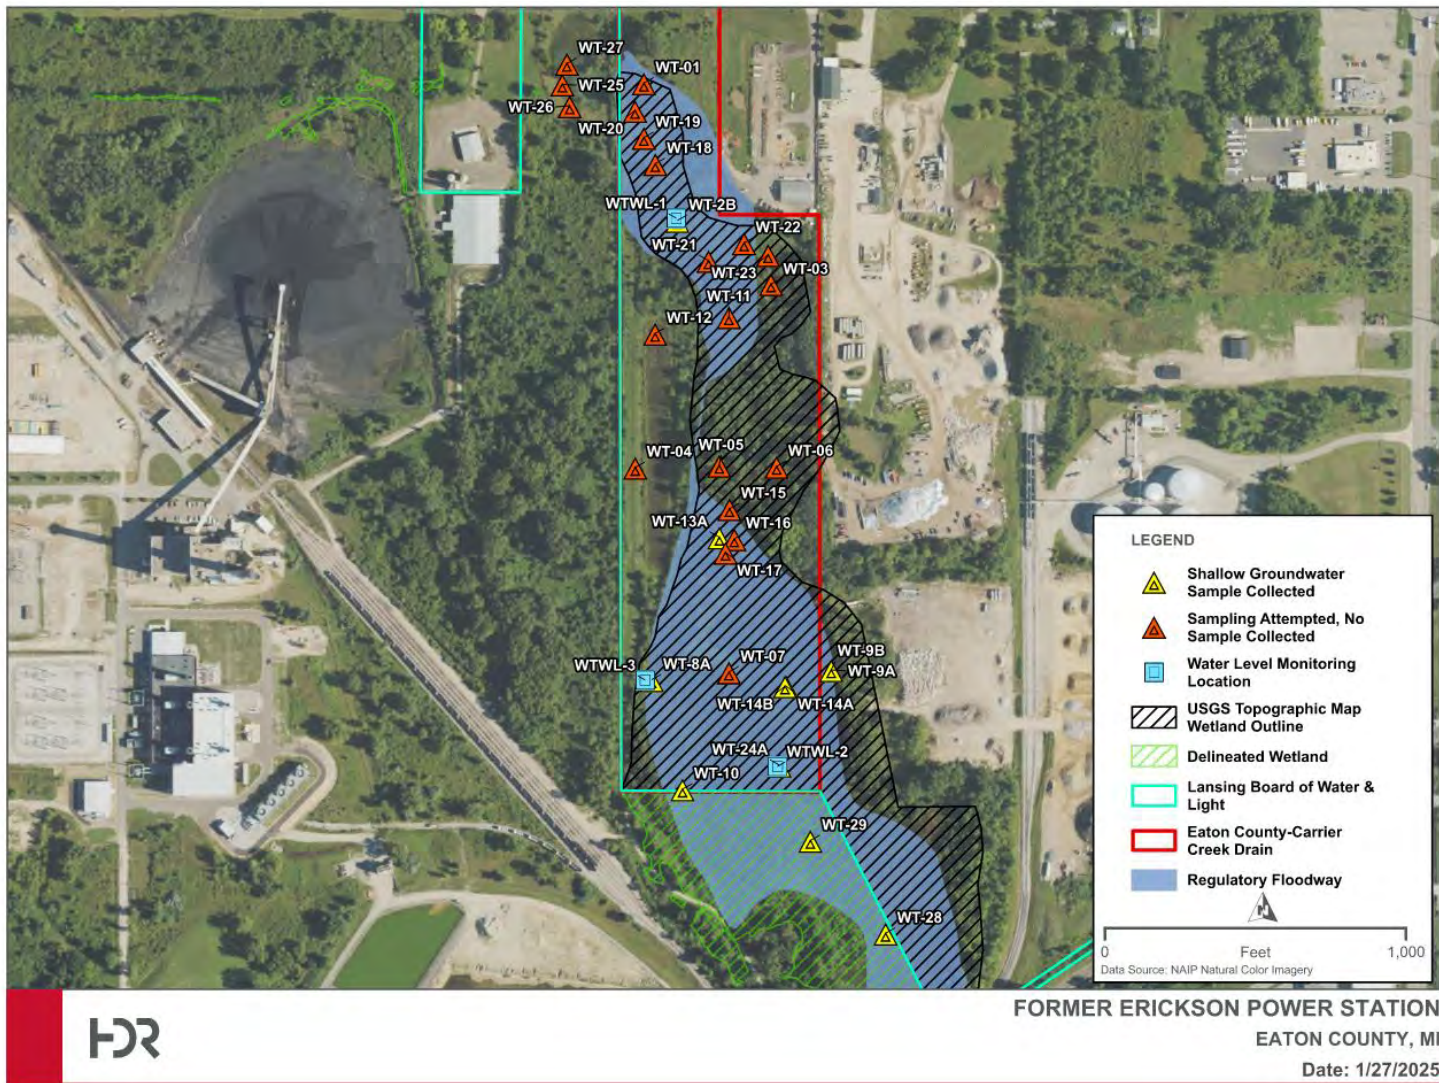 WT-27
WT-01
WT-25
WT-26
WT-20
WT-19
WT-18
WTWL-1
WT-2B
WT-22
WT-21
WT-23
WT-03
WT-11
WT-12
WT-04
WT-05
WT-06
WT-15
WT-13A
WT-16
WT-17
WTWL-3
WT-8A
WT-07
WT-9B
WT-9A
WT-14B
WT-14A
WT-24A
WTWL-2
WT-10
WT-29
WT-28
LEGEND
Shallow Groundwater
Sample Collected
Sampling Attempted, No
Sample Collected
Water Level Monitoring
Location
USGS Topographic Map
Wetland Outline
Delineated Wetland
Lansing Board of Water &
Light
Eaton County-Carrier
Creek Drain
Regulatory Floodway
N
0 Feet 1,000
Data Source: NAIP Natural Color Imagery
HDR
FORMER ERICKSON POWER STATION
EATON COUNTY, MI
Date: 1/27/2025